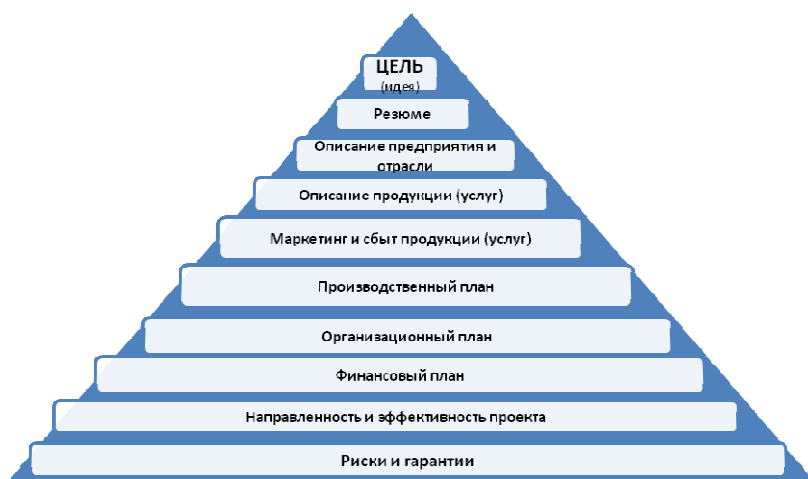 ЦЕЛЬ
(идея)
Резюме
Описание предприятия и
отрасли
Описание продукции (услуг)
Маркетинг и сбыт продукции (услуг)
Производственный план
Организационный план
Финансовый план
Направленность и эффективность проекта
Риски и гарантии